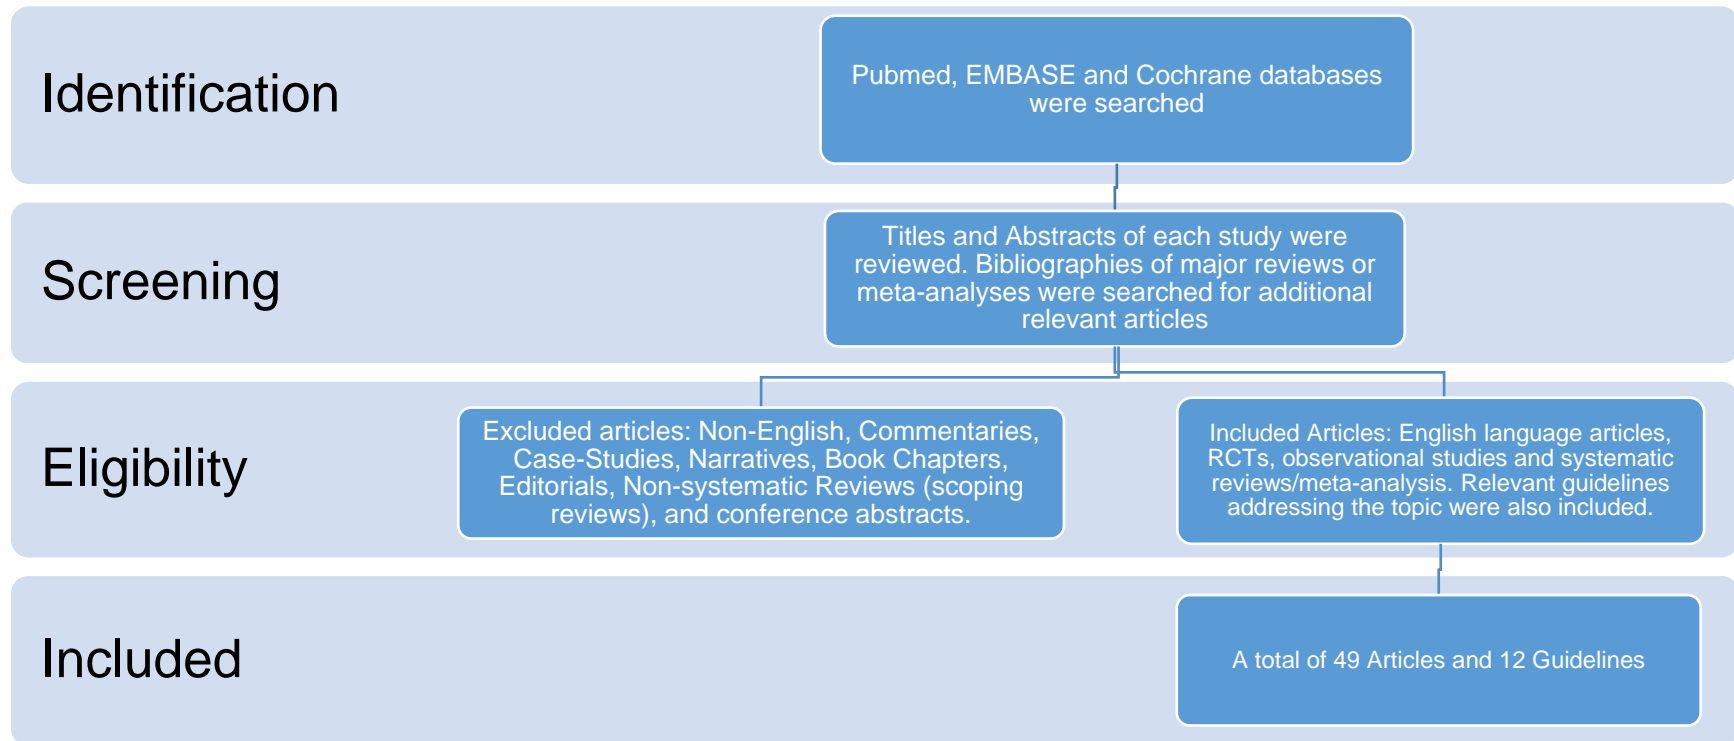 Identification
Pubmed, EMBASE and Cochrane databases
were searched
Screening
Titles and Abstracts of each study were
reviewed. Bibliographies of major reviews or
meta-analyses were searched for additional
relevant articles
Eligibility
Excluded articles: Non-English, Commentaries,
Case-Studies, Narratives, Book Chapters,
Editorials, Non-systematic Reviews (scoping
reviews), and conference abstracts.
Included Articles: English language articles,
RCTs, observational studies and systematic
reviews/meta-analysis. Relevant guidelines
addressing the topic were also included.
Included
A total of 49 Articles and 12 Guidelines